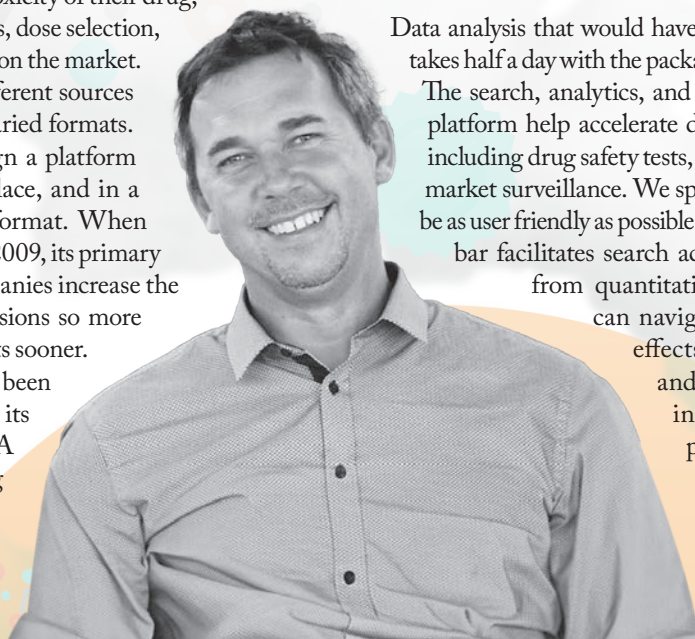 oxicity of their drug,
s, dose selection,
on the market.
ferent sources
aried formats.
gn a platform
lace, and in a
format. When
2009, its primary
anies increase the
sions so more
ts sooner.
been
its
A
g
Data analysis that would have
takes half a day with the packa
The search, analytics, and
platform help accelerate d
including drug safety tests,
market surveillance. We sp
be as user friendly as possible
bar facilitates search ac
from quantitati
can navig
effects
and
in
p